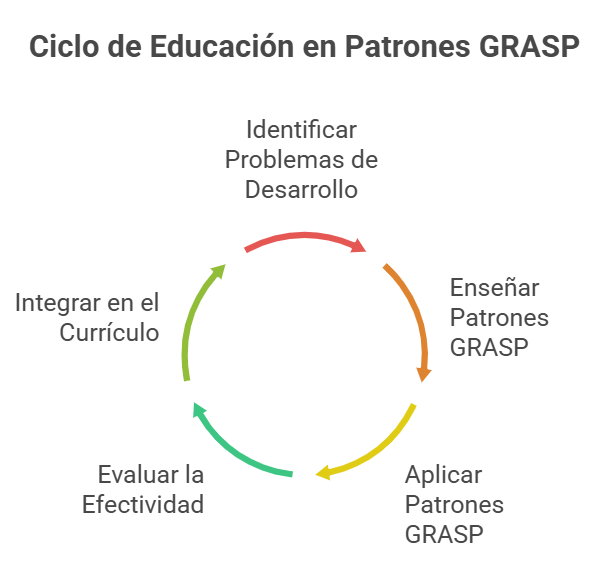 Ciclo de Educación en Patrones GRASP
Identificar
Problemas de
Desarrollo
Enseñar
Patrones
GRASP
Aplicar
Patrones
GRASP
Evaluar la
Efectividad
Integrar en el
Currículo